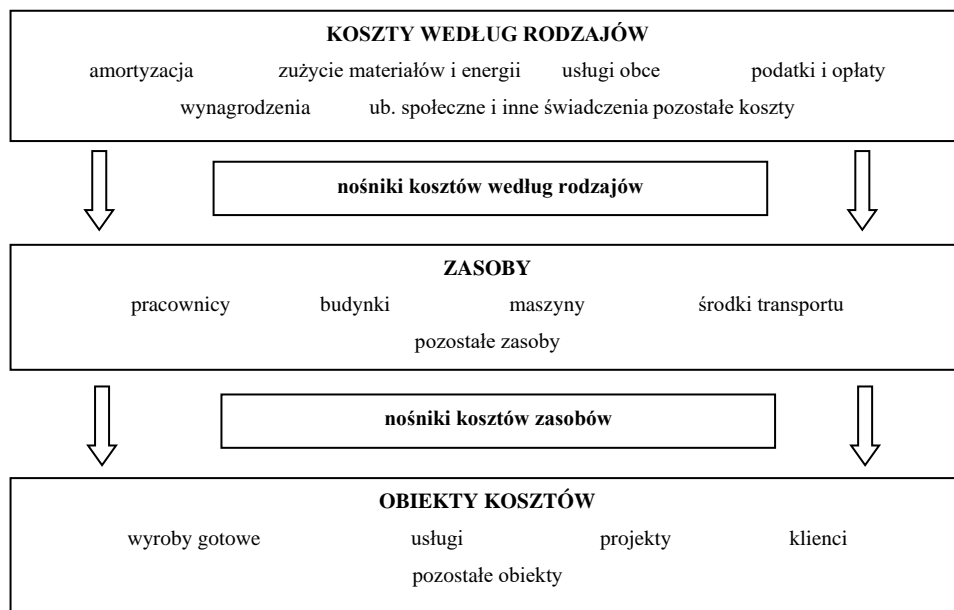 KOSZTY WEDŁUG RODZAJÓW
amortyzacja zużycie materiałów i energii usługi obce podatki i opłaty
wynagrodzenia ub. społeczne i inne świadczenia pozostałe koszty
nośniki kosztów według rodzajów
ZASOBY
pracownicy budynki maszyny środki transportu
pozostałe zasoby
nośniki kosztów zasobów
OBIEKTY KOSZTÓW
wyroby gotowe usługi projekty klienci
pozostałe obiekty